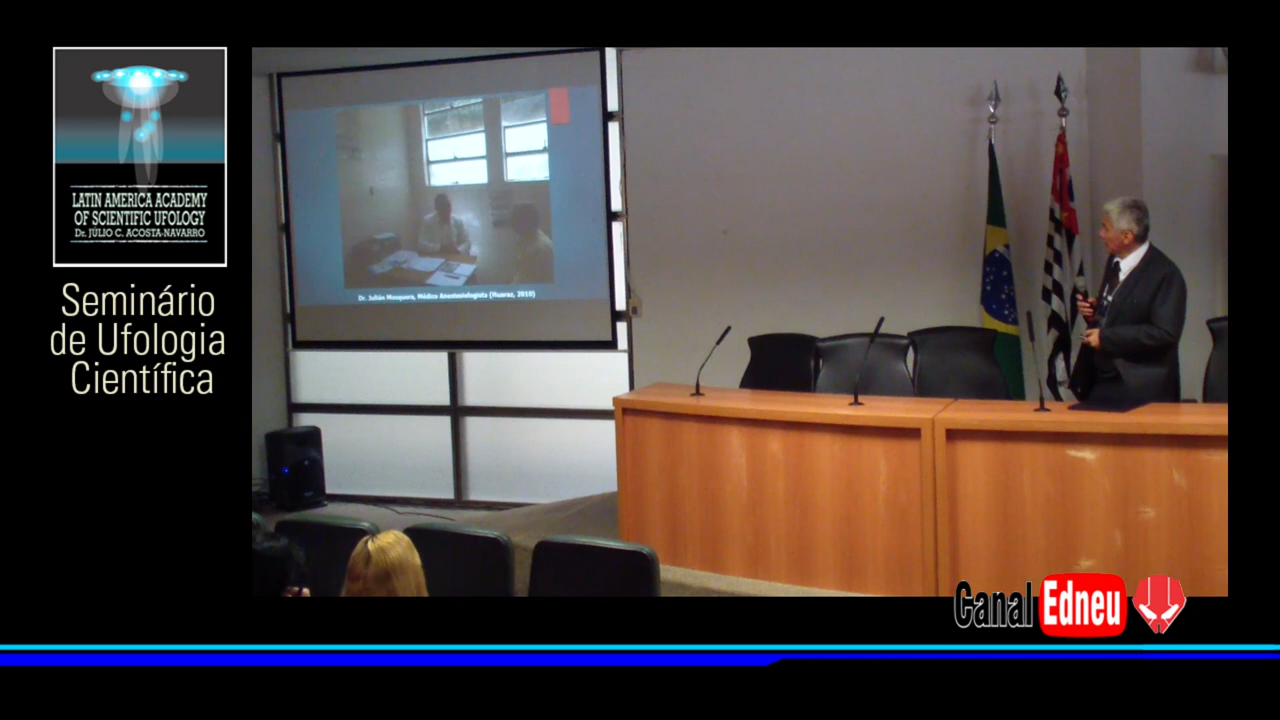 LATIN AMERICA ACADEMY
OF SCIENTIFIC UFOLOGY
Dr. JÚLIO C. ACOSTA-NAVARRO
Seminário
de Ufologia
Científica
Dr. Julián Mosquera, Médico Anestesiologista (Huaraz, 2010)
Canal Edneu